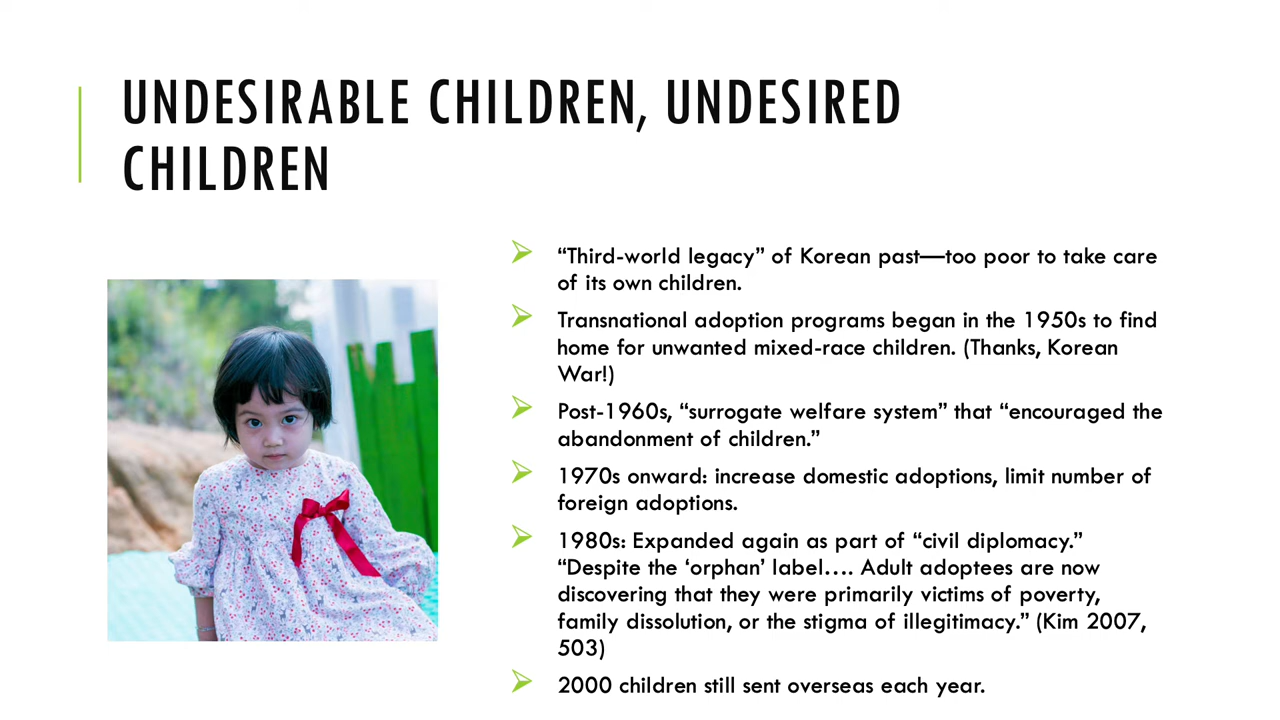 UNDESIRABLE CHILDREN, UNDESIRED
CHILDREN
“Third-world legacy” of Korean past—too poor to take care
of its own children.
Transnational adoption programs began in the 1950s to find
home for unwanted mixed-race children. (Thanks, Korean
War!)
Post-1960s, “surrogate welfare system” that “encouraged the
abandonment of children.”
1970s onward: increase domestic adoptions, limit number of
foreign adoptions.
1980s: Expanded again as part of “civil diplomacy.”
“Despite the ‘orphan’ label…. Adult adoptees are now
discovering that they were primarily victims of poverty,
family dissolution, or the stigma of illegitimacy.” (Kim 2007,
503)
2000 children still sent overseas each year.